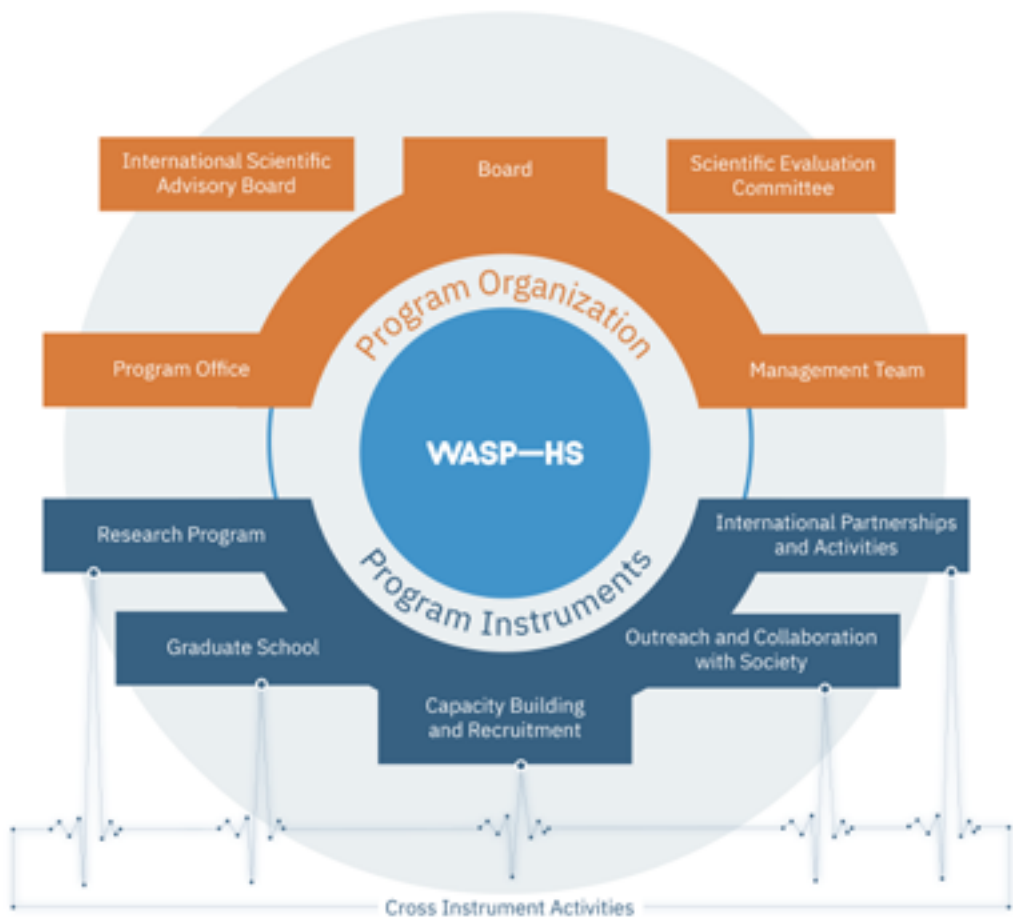 International Scientific
Advisory Board
Board
Scientific Evaluation
Committee
Program Organization
Program Office
Management Team
WASP—HS
Research Program
International Partnerships
and Activities
Program Instruments
Graduate School
Outreach and Collaboration
with Society
Capacity Building
and Recruitment
Cross Instrument Activities